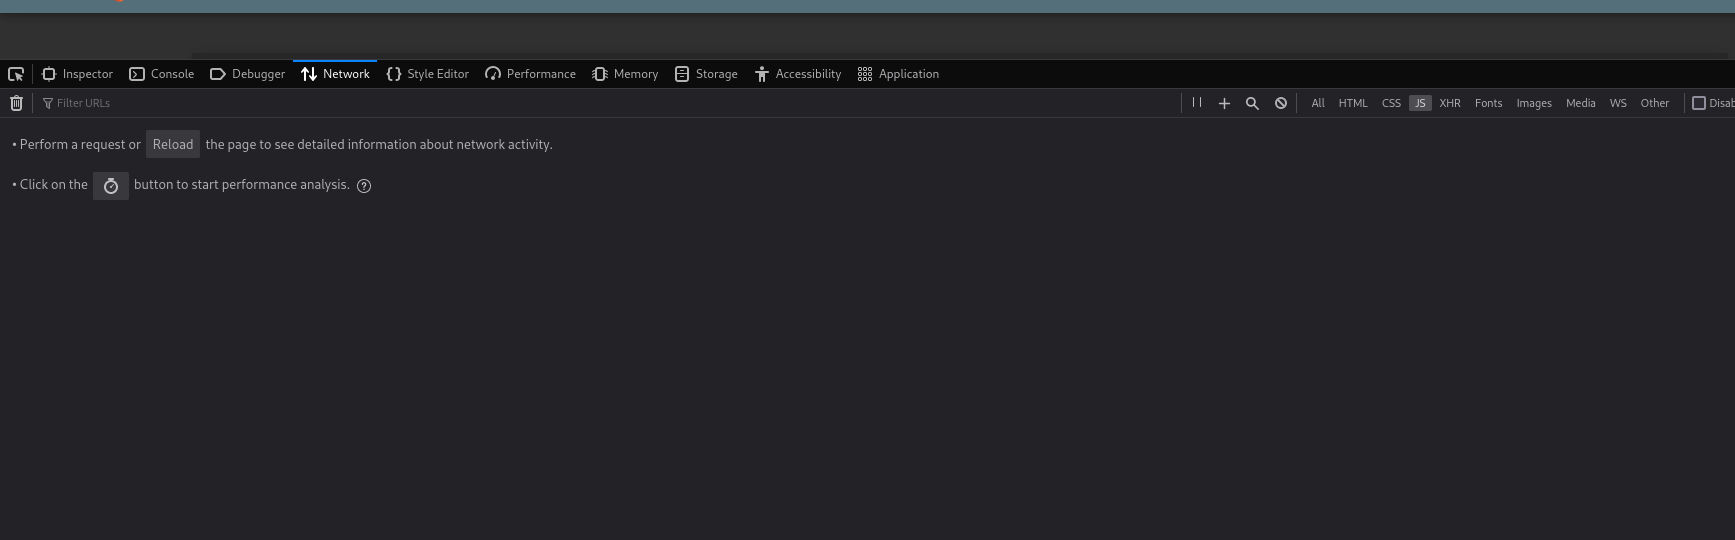 Inspector Console Debugger Network Style Editor Performance Memory Storage Accessibility Application
Filter URLs All HTML CSS JS XHR Fonts Images Media WS Other Disab
• Perform a request or Reload the page to see detailed information about network activity.
• Click on the button to start performance analysis. ?